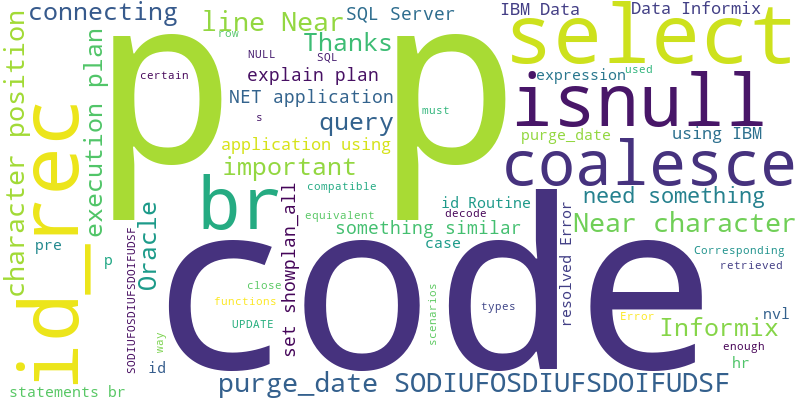 connecting
line Near
SQL Server
IBM Data
Data Informix
row
Thanks
NULL
SQL
select
character position
execution plan
p p
certain
explain plan
expression
used
NET application
isnull
id_rec
s
query
must
purge_date
using IBM
application using
coalesce
important
br
compatible
need something
Oracle
set showplan_all
id Routine
equivalent
decode
something similar
Near character
pre
case
resolved Error
p
code
Corresponding
retrieved
SODIUFOSDIUFSDOIFUDSF
close
functions
types
scenarios
nvl
UPDATE
Error
Informix
way
enough
id
hr
statements br
purge_date SODIUFOSDIUFSDOIFUDSF